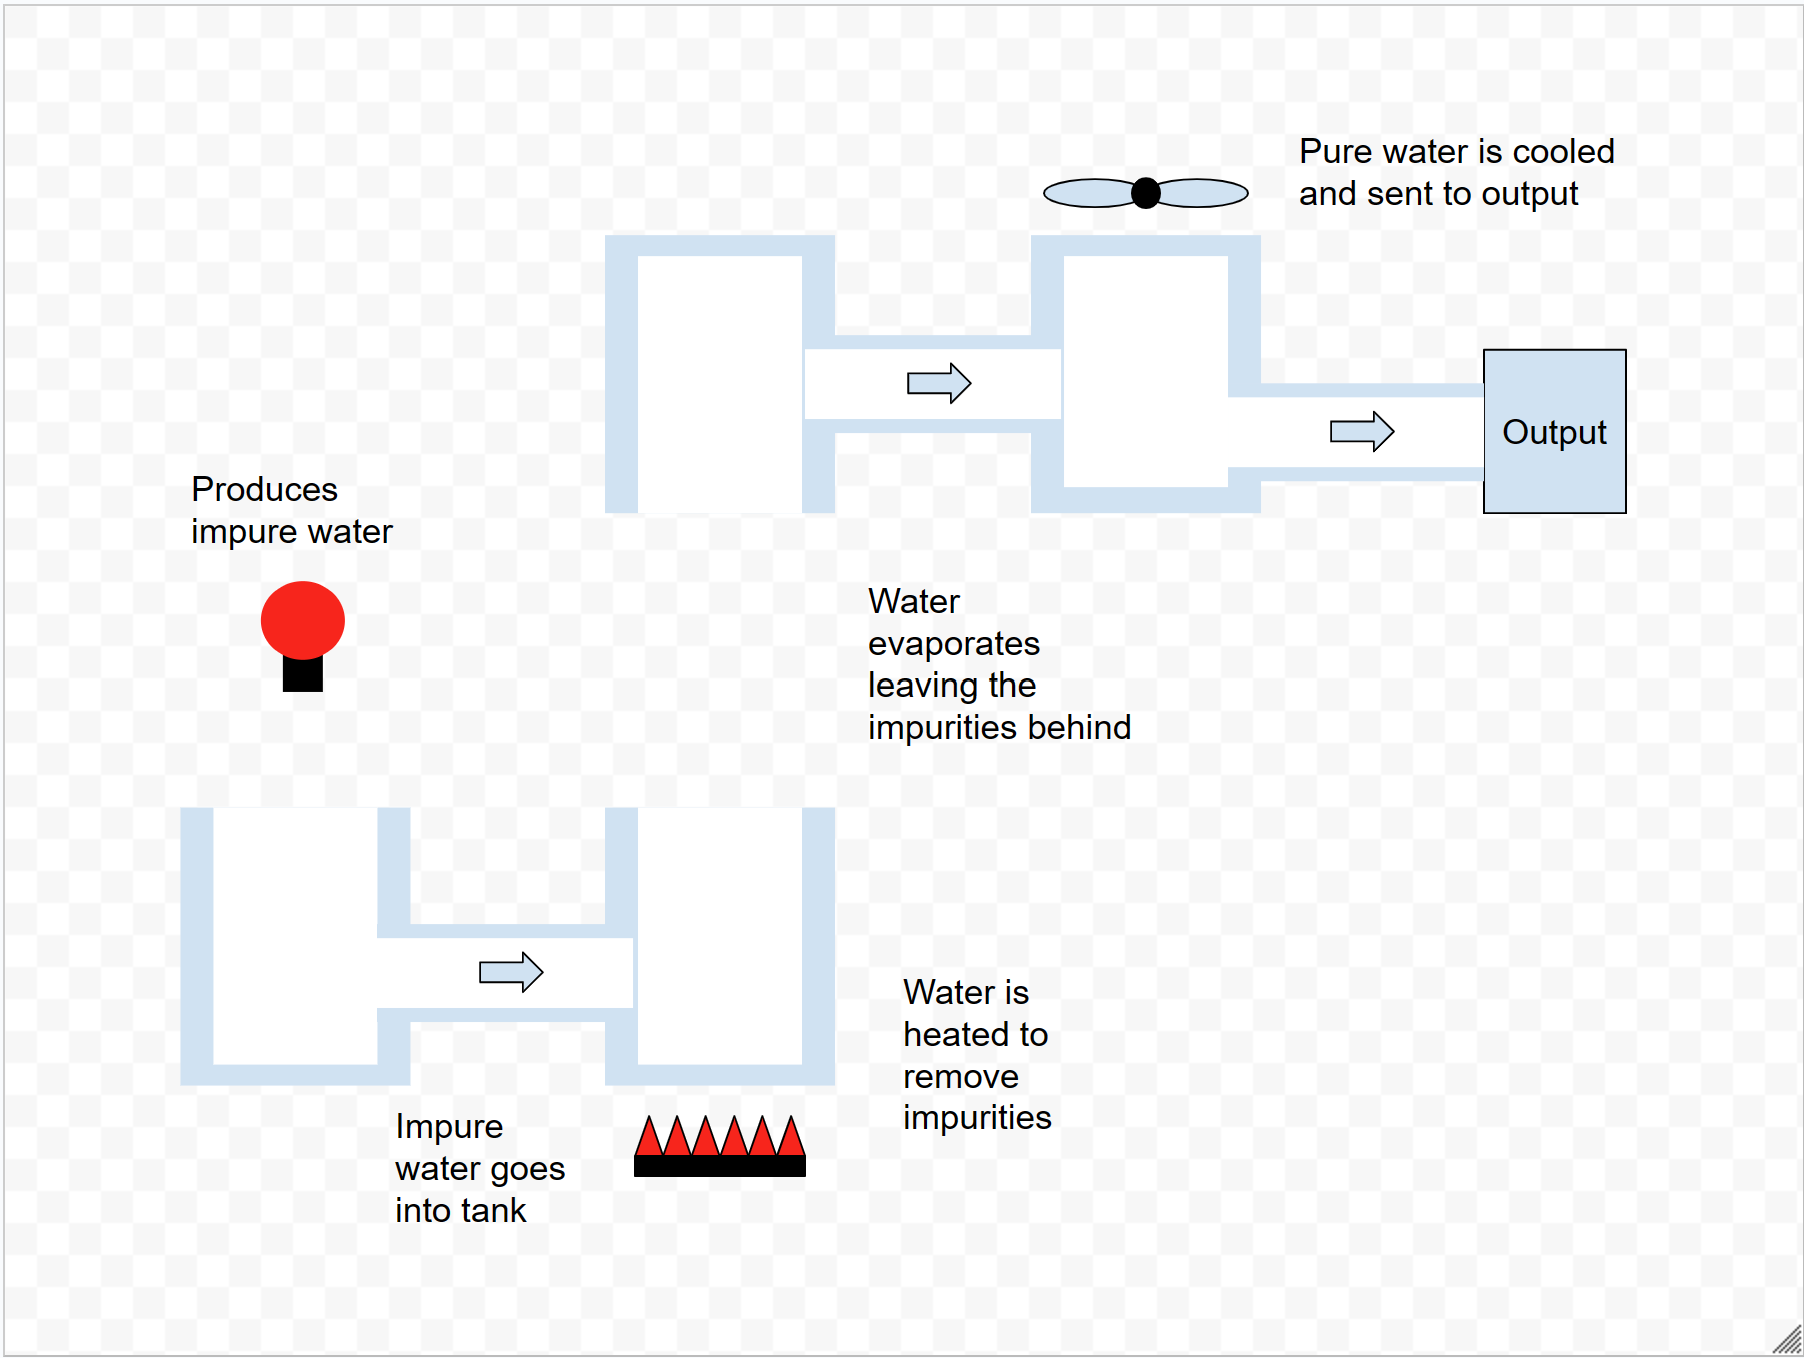 Pure water is cooled
and sent to output
Output
Produces
impure water
Water
evaporates
leaving the
impurities behind
Water is
heated to
remove
impurities
Impure
water goes
into tank